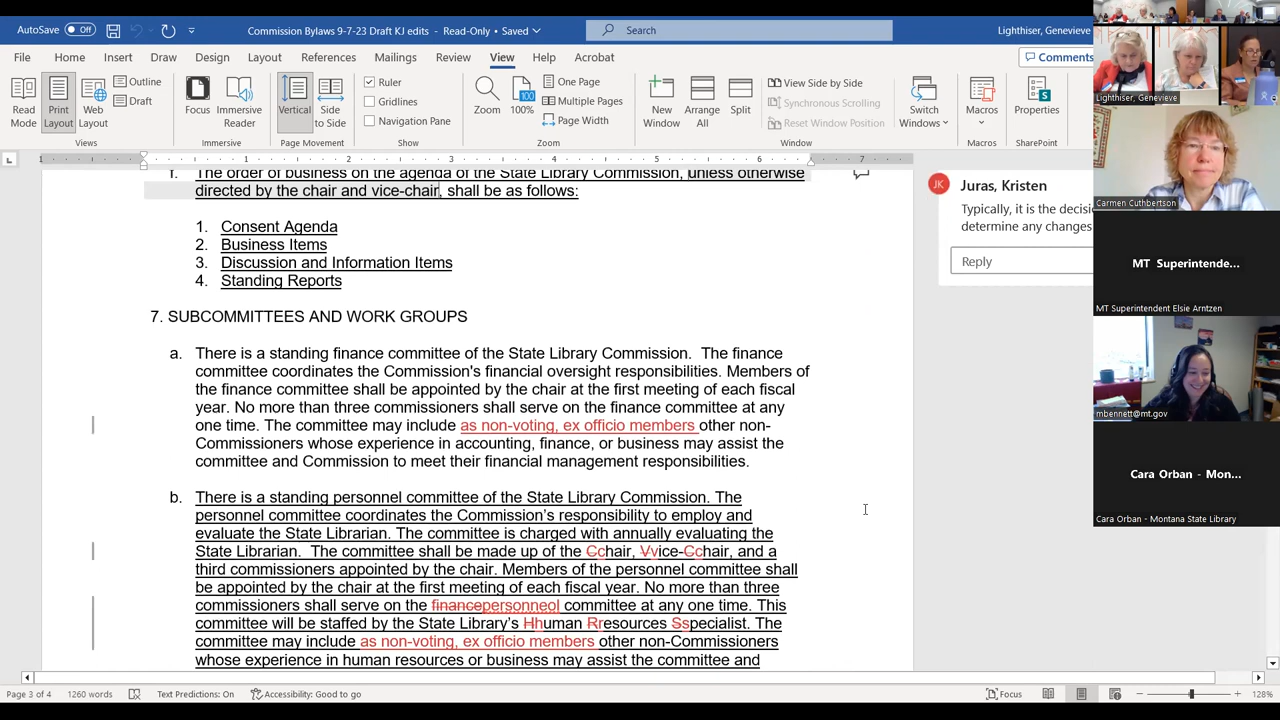 AutoSave Off
Commission Bylaws 9-7-23 Draft KJ edits - Read-Only • Saved
Search
Lighthiser, Genevieve
File Home Insert Draw Design Layout References Mailings Review View Help Acrobat
Comments
Read Mode
Print Layout
Web Layout
Outline
Draft
Views
Focus
Immersive Reader
Immersive
Vertical
Side to Side
Page Movement
Ruler
Gridlines
Navigation Pane
Show
Zoom
100
100%
One Page
Multiple Pages
Page Width
Zoom
New Window
Arrange All
Split
View Side by Side
Synchronous Scrolling
Reset Window Position
Window
Switch Windows
Macros
Macros
Properties
SharePoint
1 1 2 3 4 5 6 7
f. The order of business on the agenda of the State Library Commission, unless otherwise
directed by the chair and vice-chair, shall be as follows:
1. Consent Agenda
2. Business Items
3. Discussion and Information Items
4. Standing Reports
7. SUBCOMMITTEES AND WORK GROUPS
a. There is a standing finance committee of the State Library Commission. The finance
committee coordinates the Commission's financial oversight responsibilities. Members of
the finance committee shall be appointed by the chair at the first meeting of each fiscal
year. No more than three commissioners shall serve on the finance committee at any
one time. The committee may include as non-voting, ex officio members other non-
Commissioners whose experience in accounting, finance, or business may assist the
committee and Commission to meet their financial management responsibilities.
b. There is a standing personnel committee of the State Library Commission. The
personnel committee coordinates the Commission's responsibility to employ and
evaluate the State Librarian. The committee is charged with annually evaluating the
State Librarian. The committee shall be made up of the Cchair, Vvice-Cchair, and a
third commissioners appointed by the chair. Members of the personnel committee shall
be appointed by the chair at the first meeting of each fiscal year. No more than three
commissioners shall serve on the financepersonneol committee at any one time. This
committee will be staffed by the State Library's Hhuman Rresources Sspecialist. The
committee may include as non-voting, ex officio members other non-Commissioners
whose experience in human resources or business may assist the committee and
JK
Juras, Kristen
Typically, it is the decisi
determine any changes
Reply
Lighthiser, Genevieve
Carmen Cuthbertson
MT Superintende...
MT Superintendent Elsie Arntzen
mbennett@mt.gov
Cara Orban - Mon...
Cara Orban - Montana State Library
Page 3 of 4 1260 words Text Predictions: On Accessibility: Good to go
Focus
128%